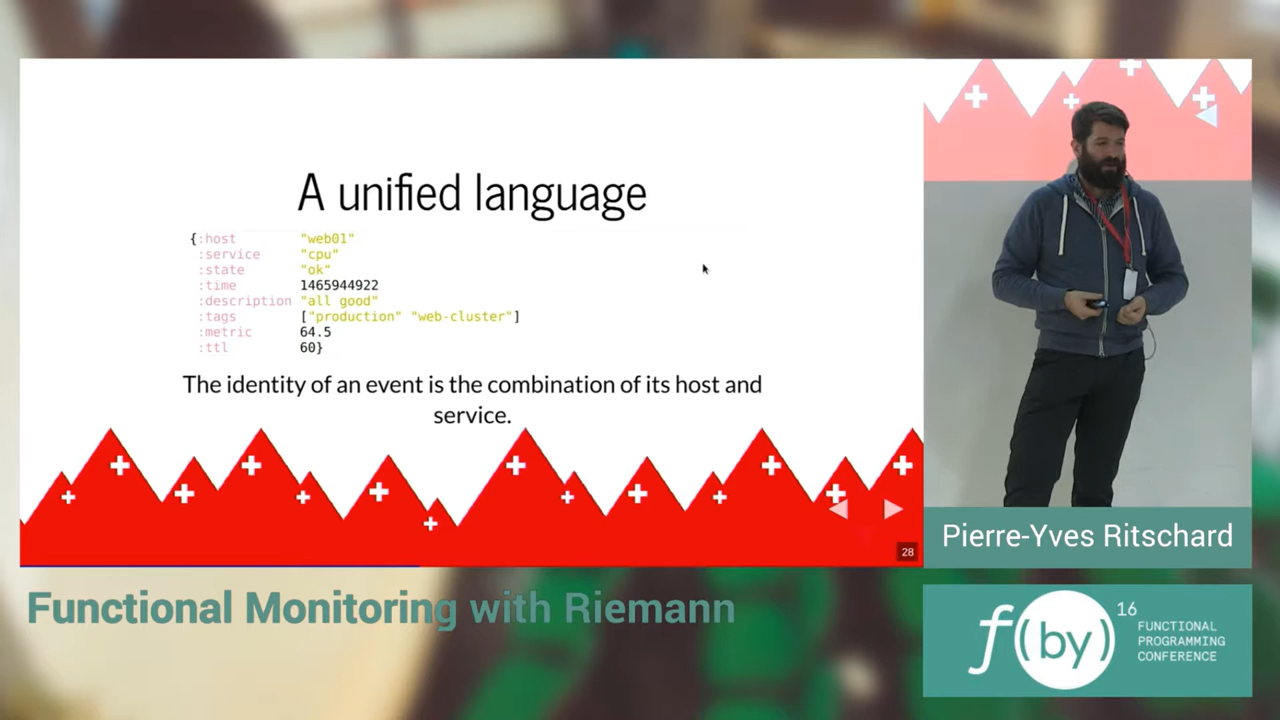 A unified language
{:host "web01"
:service "cpu"
:state "ok"
:time 1465944922
:description "all good"
:tags ["production" "web-cluster"]
:metric 64.5
:ttl 60}
The identity of an event is the combination of its host and
service.
28
Pierre-Yves Ritschard
Functional Monitoring with Riemann
f(by) 16
FUNCTIONAL
PROGRAMMING
CONFERENCE